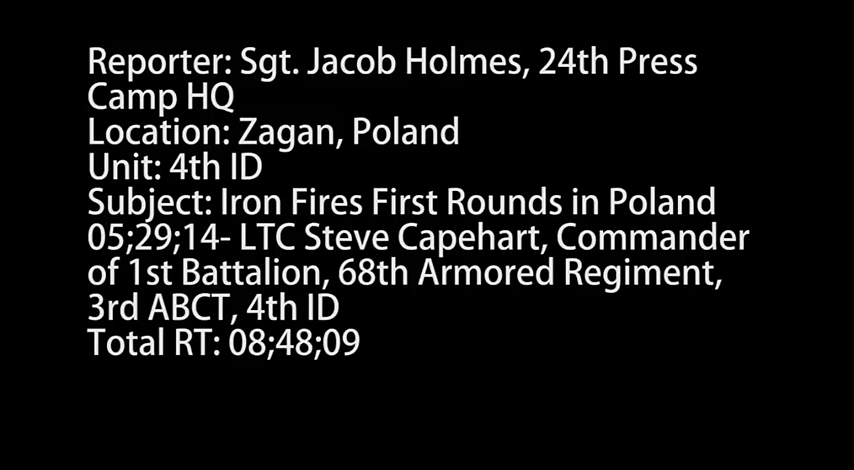 Reporter: Sgt. Jacob Holmes, 24th Press
Camp HQ
Location: Zagan, Poland
Unit: 4th ID
Subject: Iron Fires First Rounds in Poland
05;29;14- LTC Steve Capehart, Commander
of 1st Battalion, 68th Armored Regiment,
3rd ABCT, 4th ID
Total RT: 08;48;09